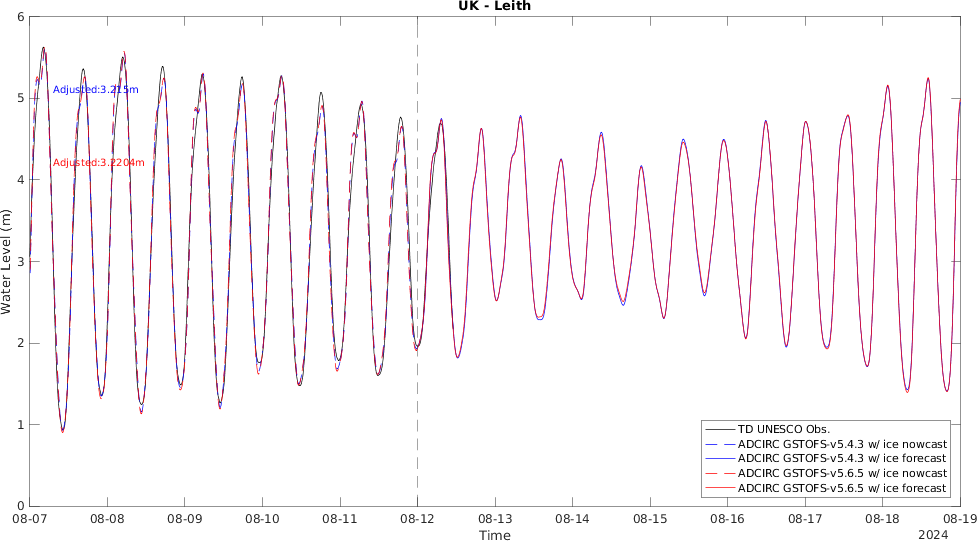 UK - Leith
6
5
4
3
2
1
0
Water Level (m)
Adjusted:3.215m
Adjusted:3.2204m
TD UNESCO Obs.
ADCIRC GSTOFS-v5.4.3 w/ ice nowcast
ADCIRC GSTOFS-v5.4.3 w/ ice forecast
ADCIRC GSTOFS-v5.6.5 w/ ice nowcast
ADCIRC GSTOFS-v5.6.5 w/ ice forecast
08-07 08-08 08-09 08-10 08-11 08-12 08-13 08-14 08-15 08-16 08-17 08-18 08-19
Time
2024